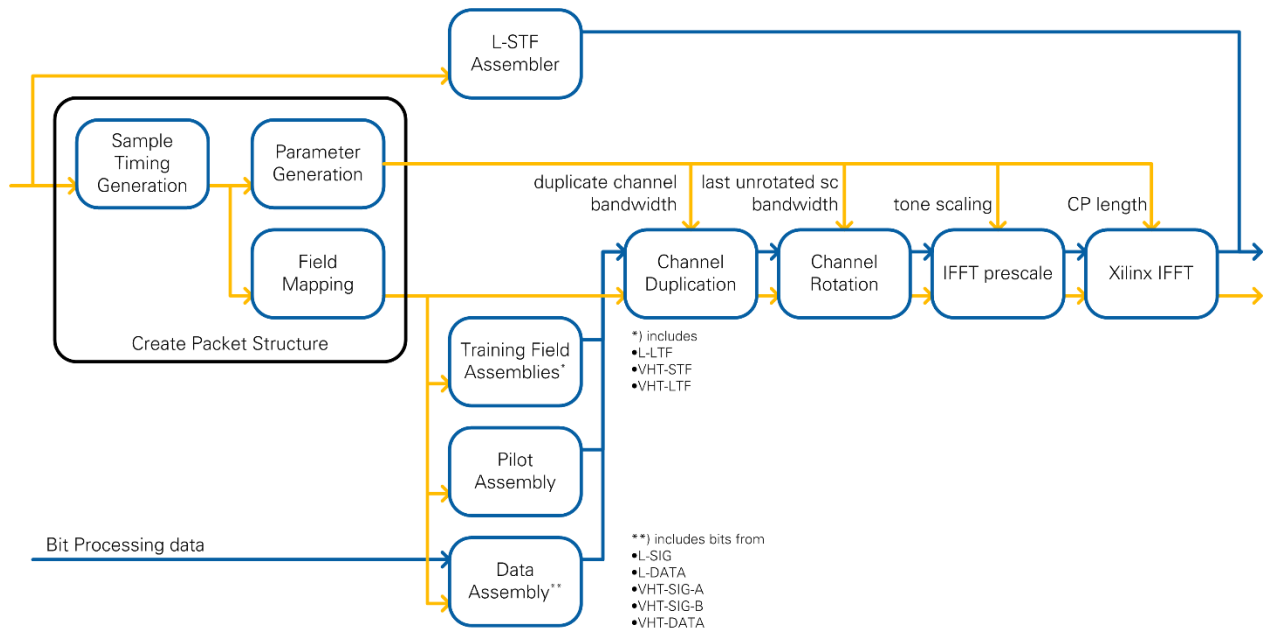 L-STF
Assembler
Sample
Timing
Generation
Parameter
Generation
duplicate channel
bandwidth
last unrotated sc
bandwidth
tone scaling
CP length
Field
Mapping
Channel
Duplication
Channel
Rotation
IFFT prescale
Xilinx IFFT
Create Packet Structure
Training Field
Assemblies*
*) includes
•L-LTF
•VHT-STF
•VHT-LTF
Pilot
Assembly
Bit Processing data
Data
Assembly**
**) includes bits from
•L-SIG
•L-DATA
•VHT-SIG-A
•VHT-SIG-B
•VHT-DATA